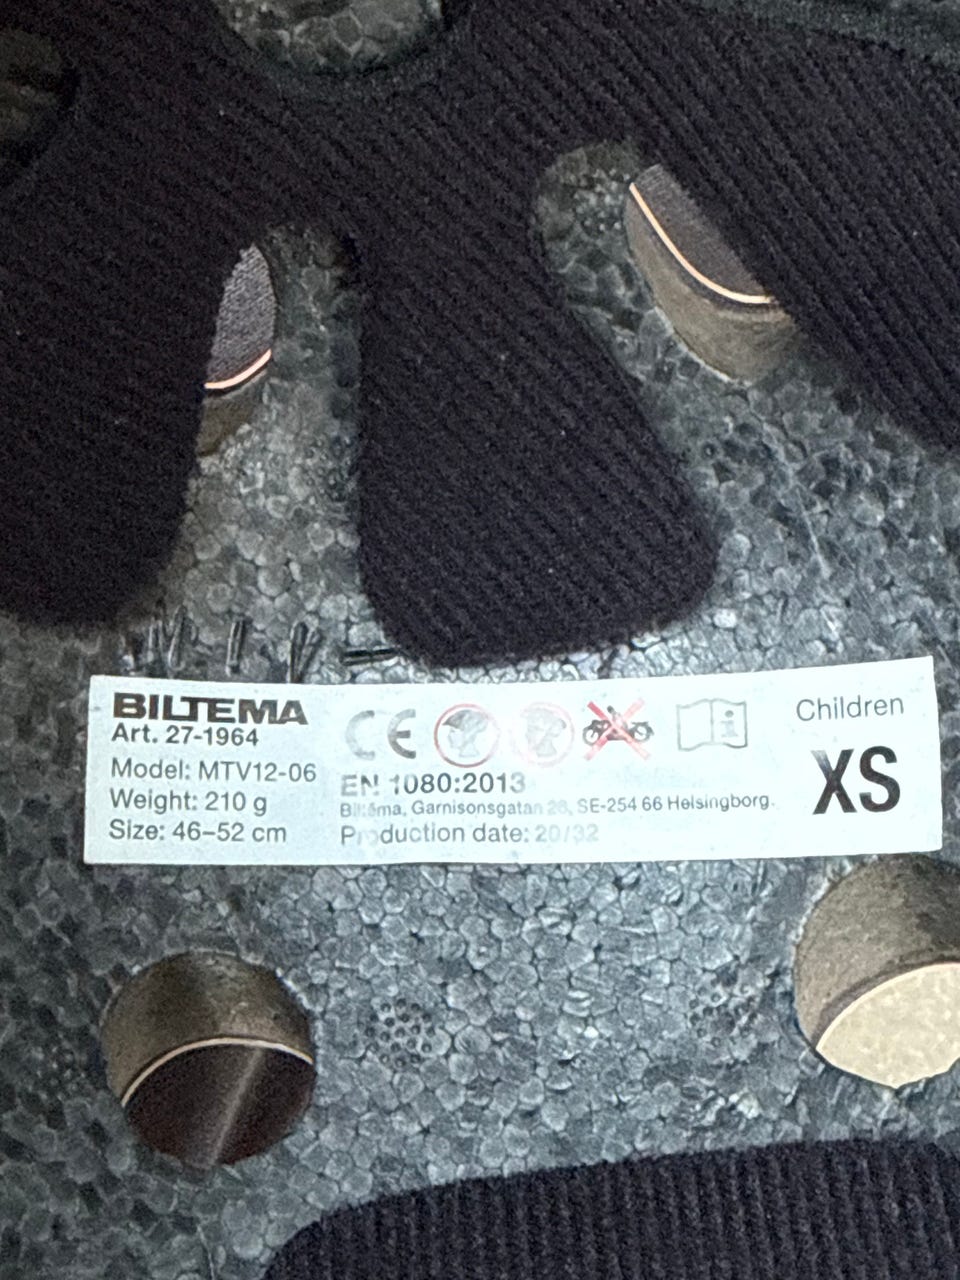 BILTEMA
Art. 27-1964
Model: MTV12-06
Weight: 210 g
Size: 46–52 cm
CE
EN 1080:2013
Biltema, Garnisonsgatan 26, SE-254 66 Helsingborg.
Production date: 20/32
Children
XS